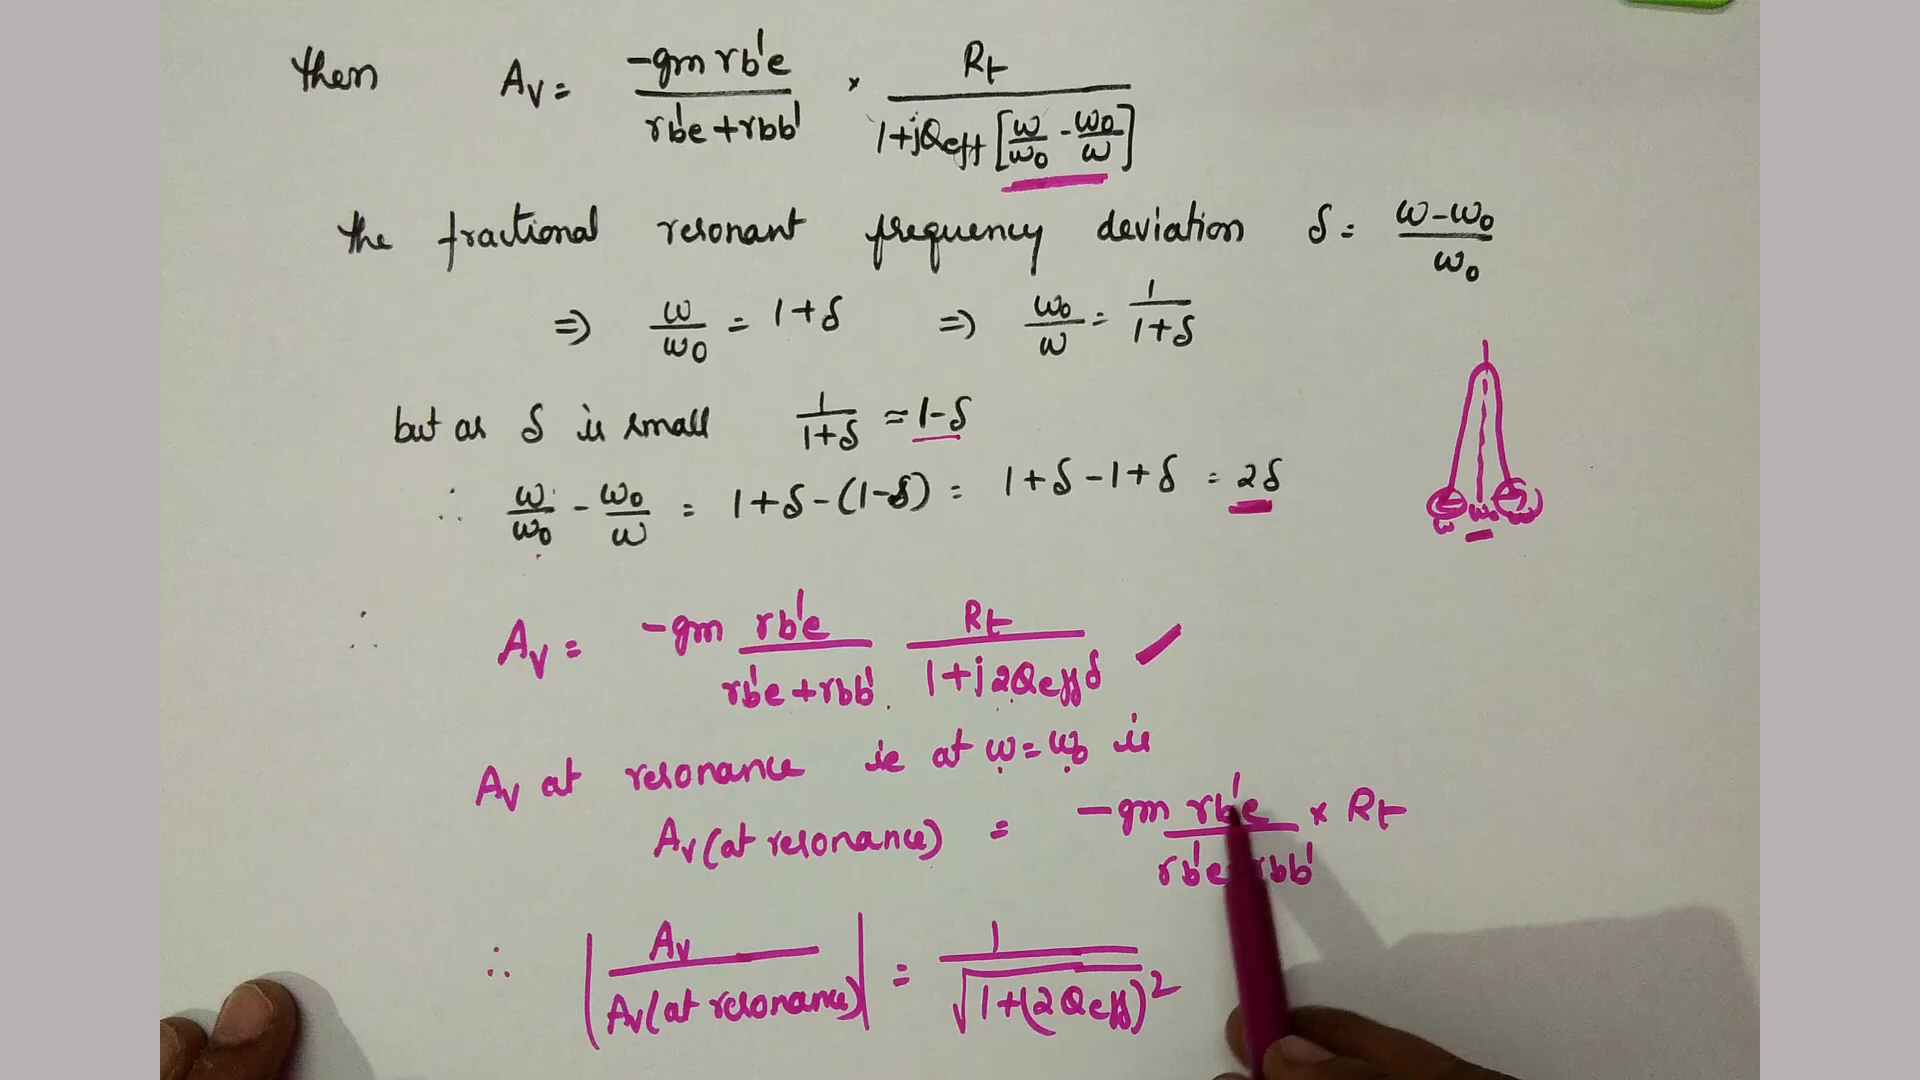 then Av = -gm rb'e / rb'e + rbb' × Rt / 1+jQeff [ω/ω0 - ω0/ω]
the fractional resonant frequency deviation δ = ω-ω0 / ω0
⇒ ω/ω0 = 1+δ ⇒ ω0/ω = 1/1+δ
but as δ is small 1/1+δ ≈ 1-δ
∴ ω/ω0 - ω0/ω = 1+δ-(1-δ) = 1+δ-1+δ = 2δ
ω ω0
∴ Av = -gm rb'e / rb'e+rbb' Rt / 1+j2Qeffδ ✓
Av at resonance ie at ω=ω0 is
Av(at resonance) = -gm rb'e / rb'e rbb' × Rt
∴ |Av / Av(at resonance)| = 1 / √1+(2Qeff)²